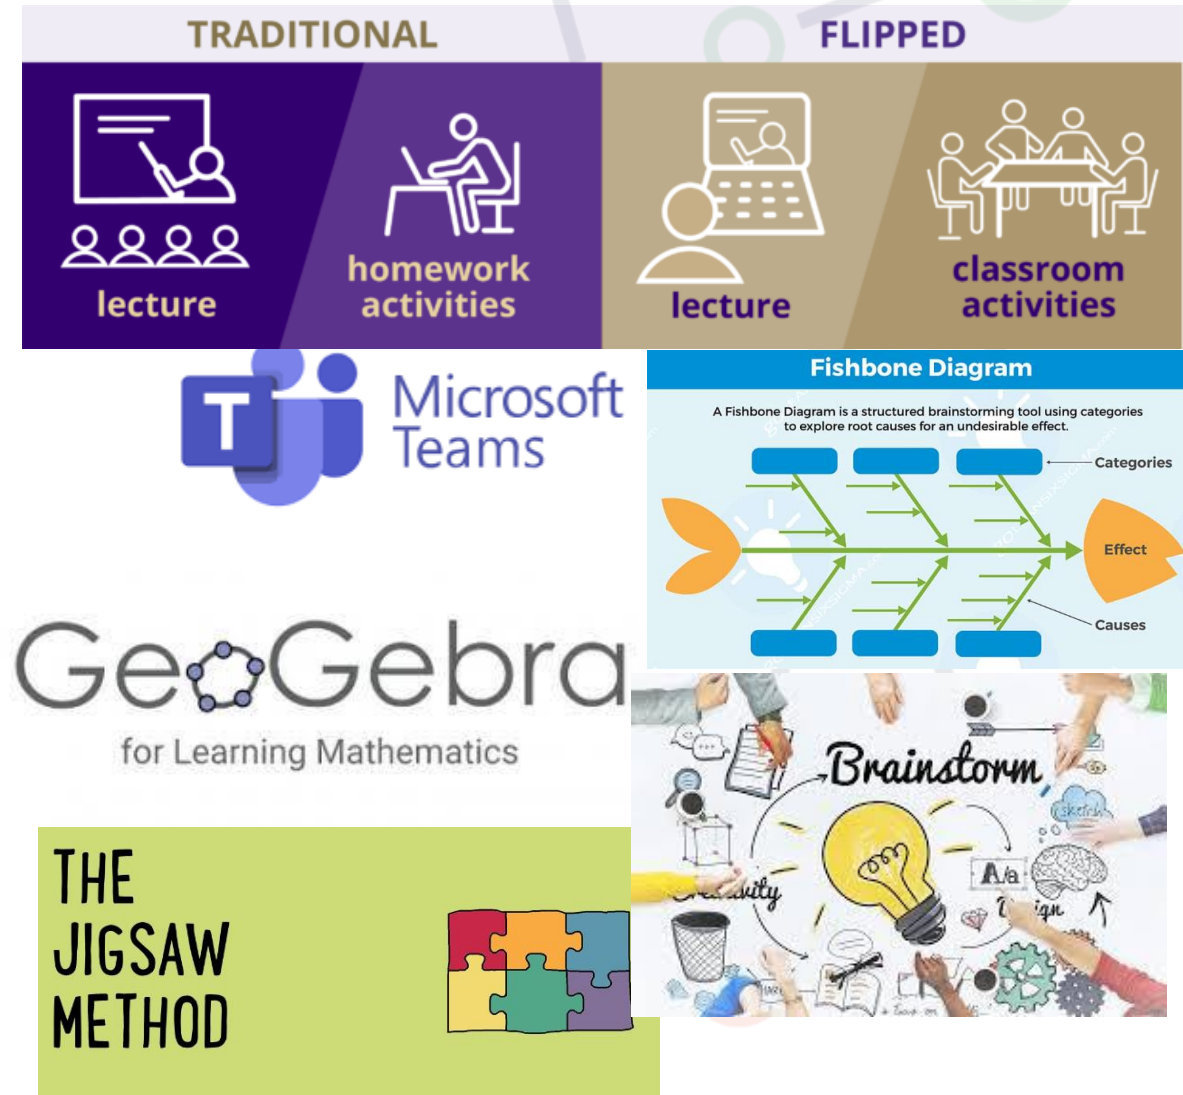 TRADITIONAL
FLIPPED
lecture
homework
activities
lecture
classroom
activities
T
Microsoft
Teams
Fishbone Diagram
A Fishbone Diagram is a structured brainstorming tool using categories
to explore root causes for an undesirable effect.
Categories
Effect
Causes
GeoGebra
for Learning Mathematics
Brainstorm
sketch
A/a
THE
JIGSAW
METHOD